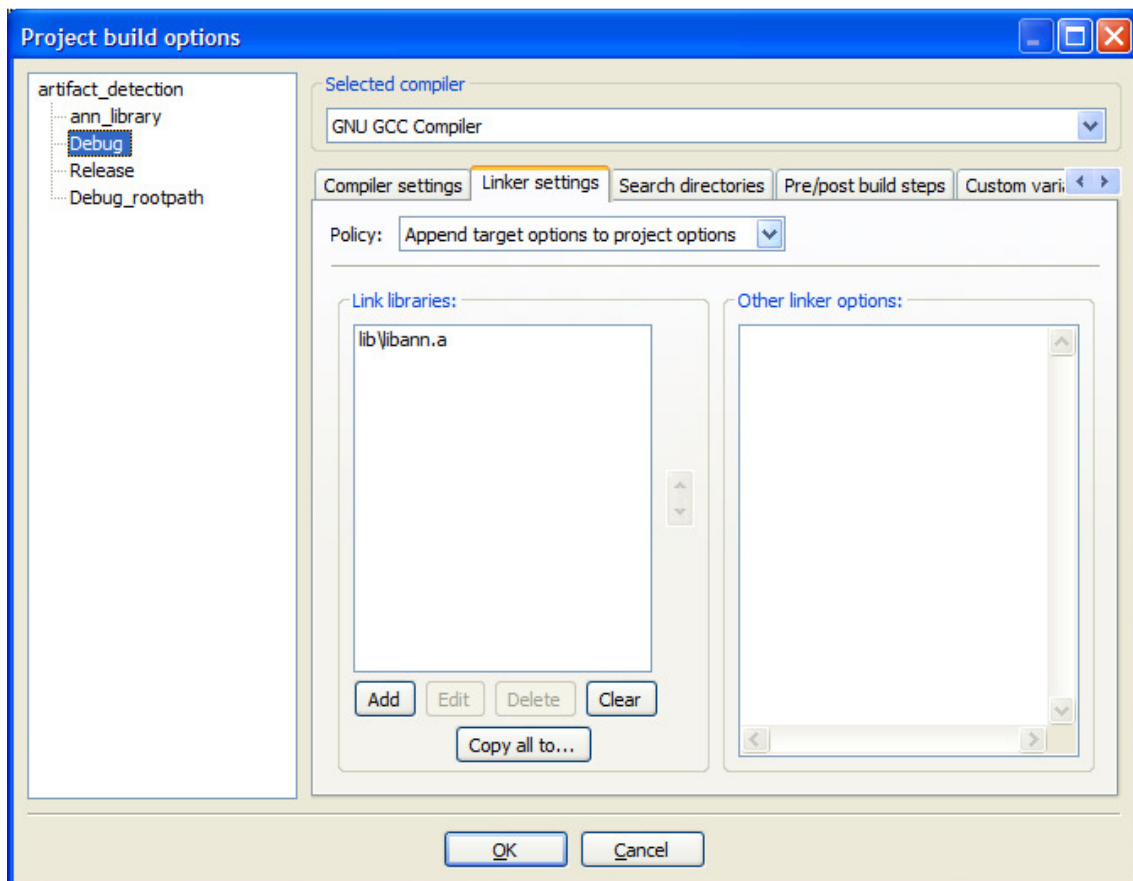 Project build options
artifact_detection
ann_library
Debug
Release
Debug_rootpath
Selected compiler
GNU GCC Compiler
Compiler settings
Linker settings
Search directories
Pre/post build steps
Custom varia
Policy:
Append target options to project options
Link libraries:
lib\libann.a
Add
Edit
Delete
Clear
Copy all to...
Other linker options:
OK
Cancel